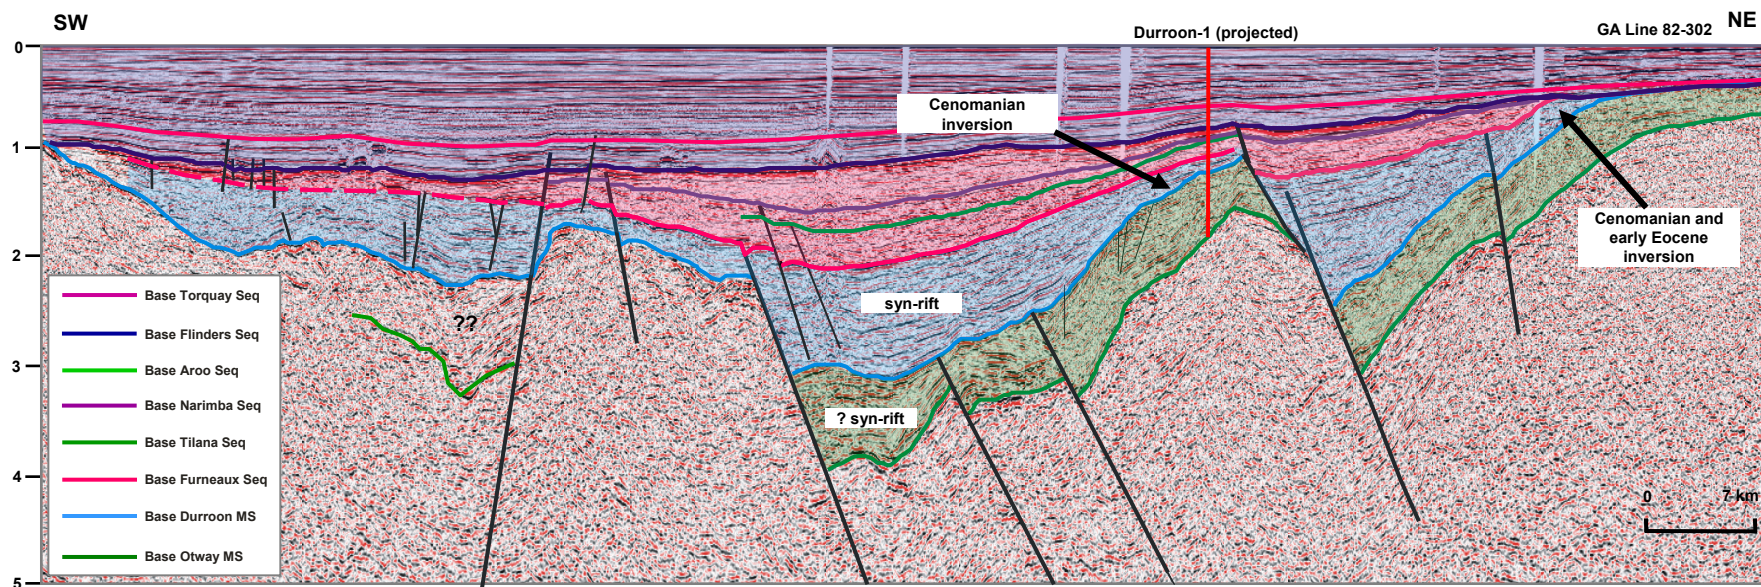 SW
NE
Durroon-1 (projected)
GA Line 82-302
0
1
2
3
4
5
Cenomanian
inversion
Cenomanian and
early Eocene
inversion
syn-rift
? syn-rift
??
Base Torquay Seq
Base Flinders Seq
Base Aroo Seq
Base Narimba Seq
Base Tilana Seq
Base Furneaux Seq
Base Durroon MS
Base Otway MS
0 7 km